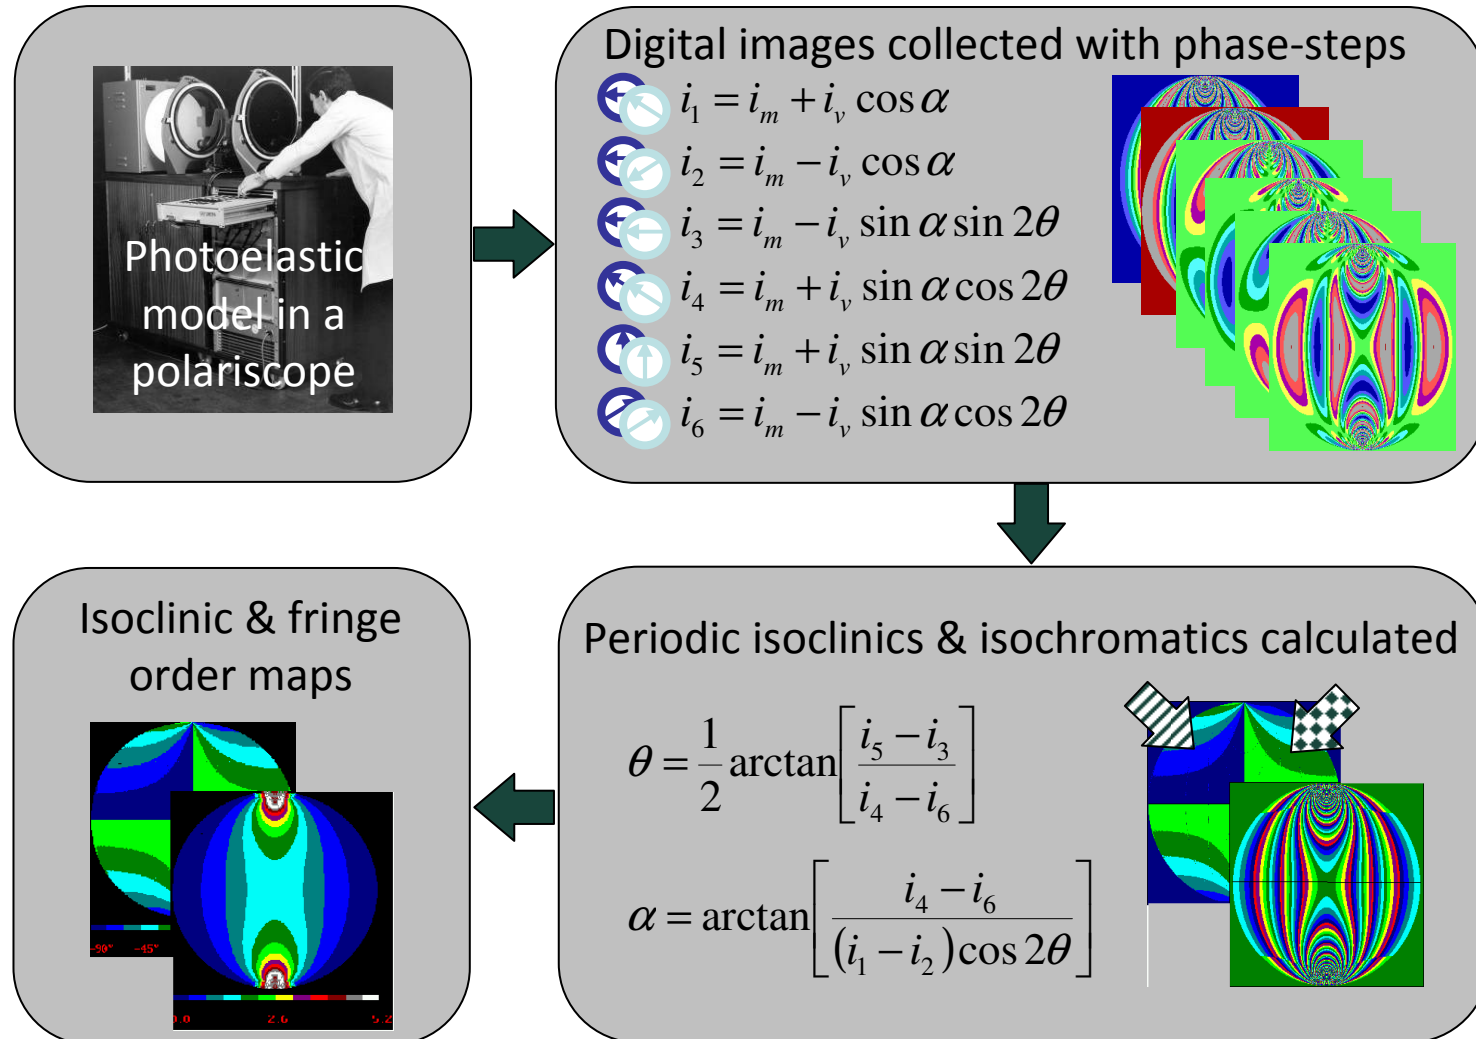 Photoelastic
model in a
polariscope
Digital images collected with phase-steps
i₁ = iₘ + iᵥ cos α
i₂ = iₘ − iᵥ cos α
i₃ = iₘ − iᵥ sin α sin 2θ
i₄ = iₘ + iᵥ sin α cos 2θ
i₅ = iₘ + iᵥ sin α sin 2θ
i₆ = iₘ − iᵥ sin α cos 2θ
Periodic isoclinics & isochromatics calculated
θ = 1/2 arctan[(i₅ − i₃)/(i₄ − i₆)]
α = arctan[(i₄ − i₆)/((i₁ − i₂) cos 2θ)]
Isoclinic & fringe
order maps
-90° -45°
2.6 5.2